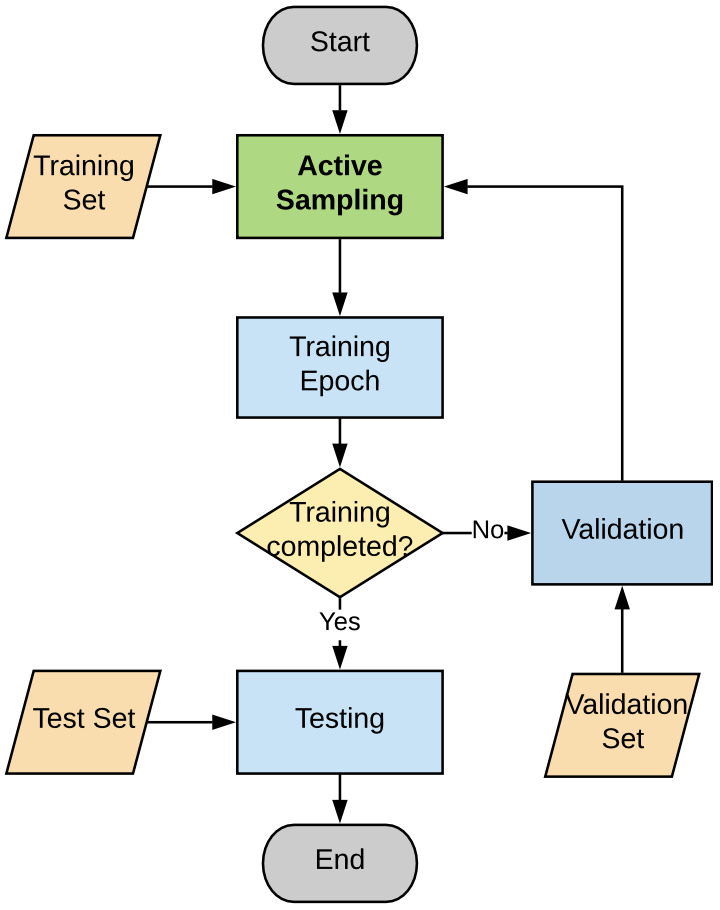 Start
Training
Set
Active
Sampling
Training
Epoch
Training
completed?
No
Validation
Yes
Test Set
Testing
Validation
Set
End